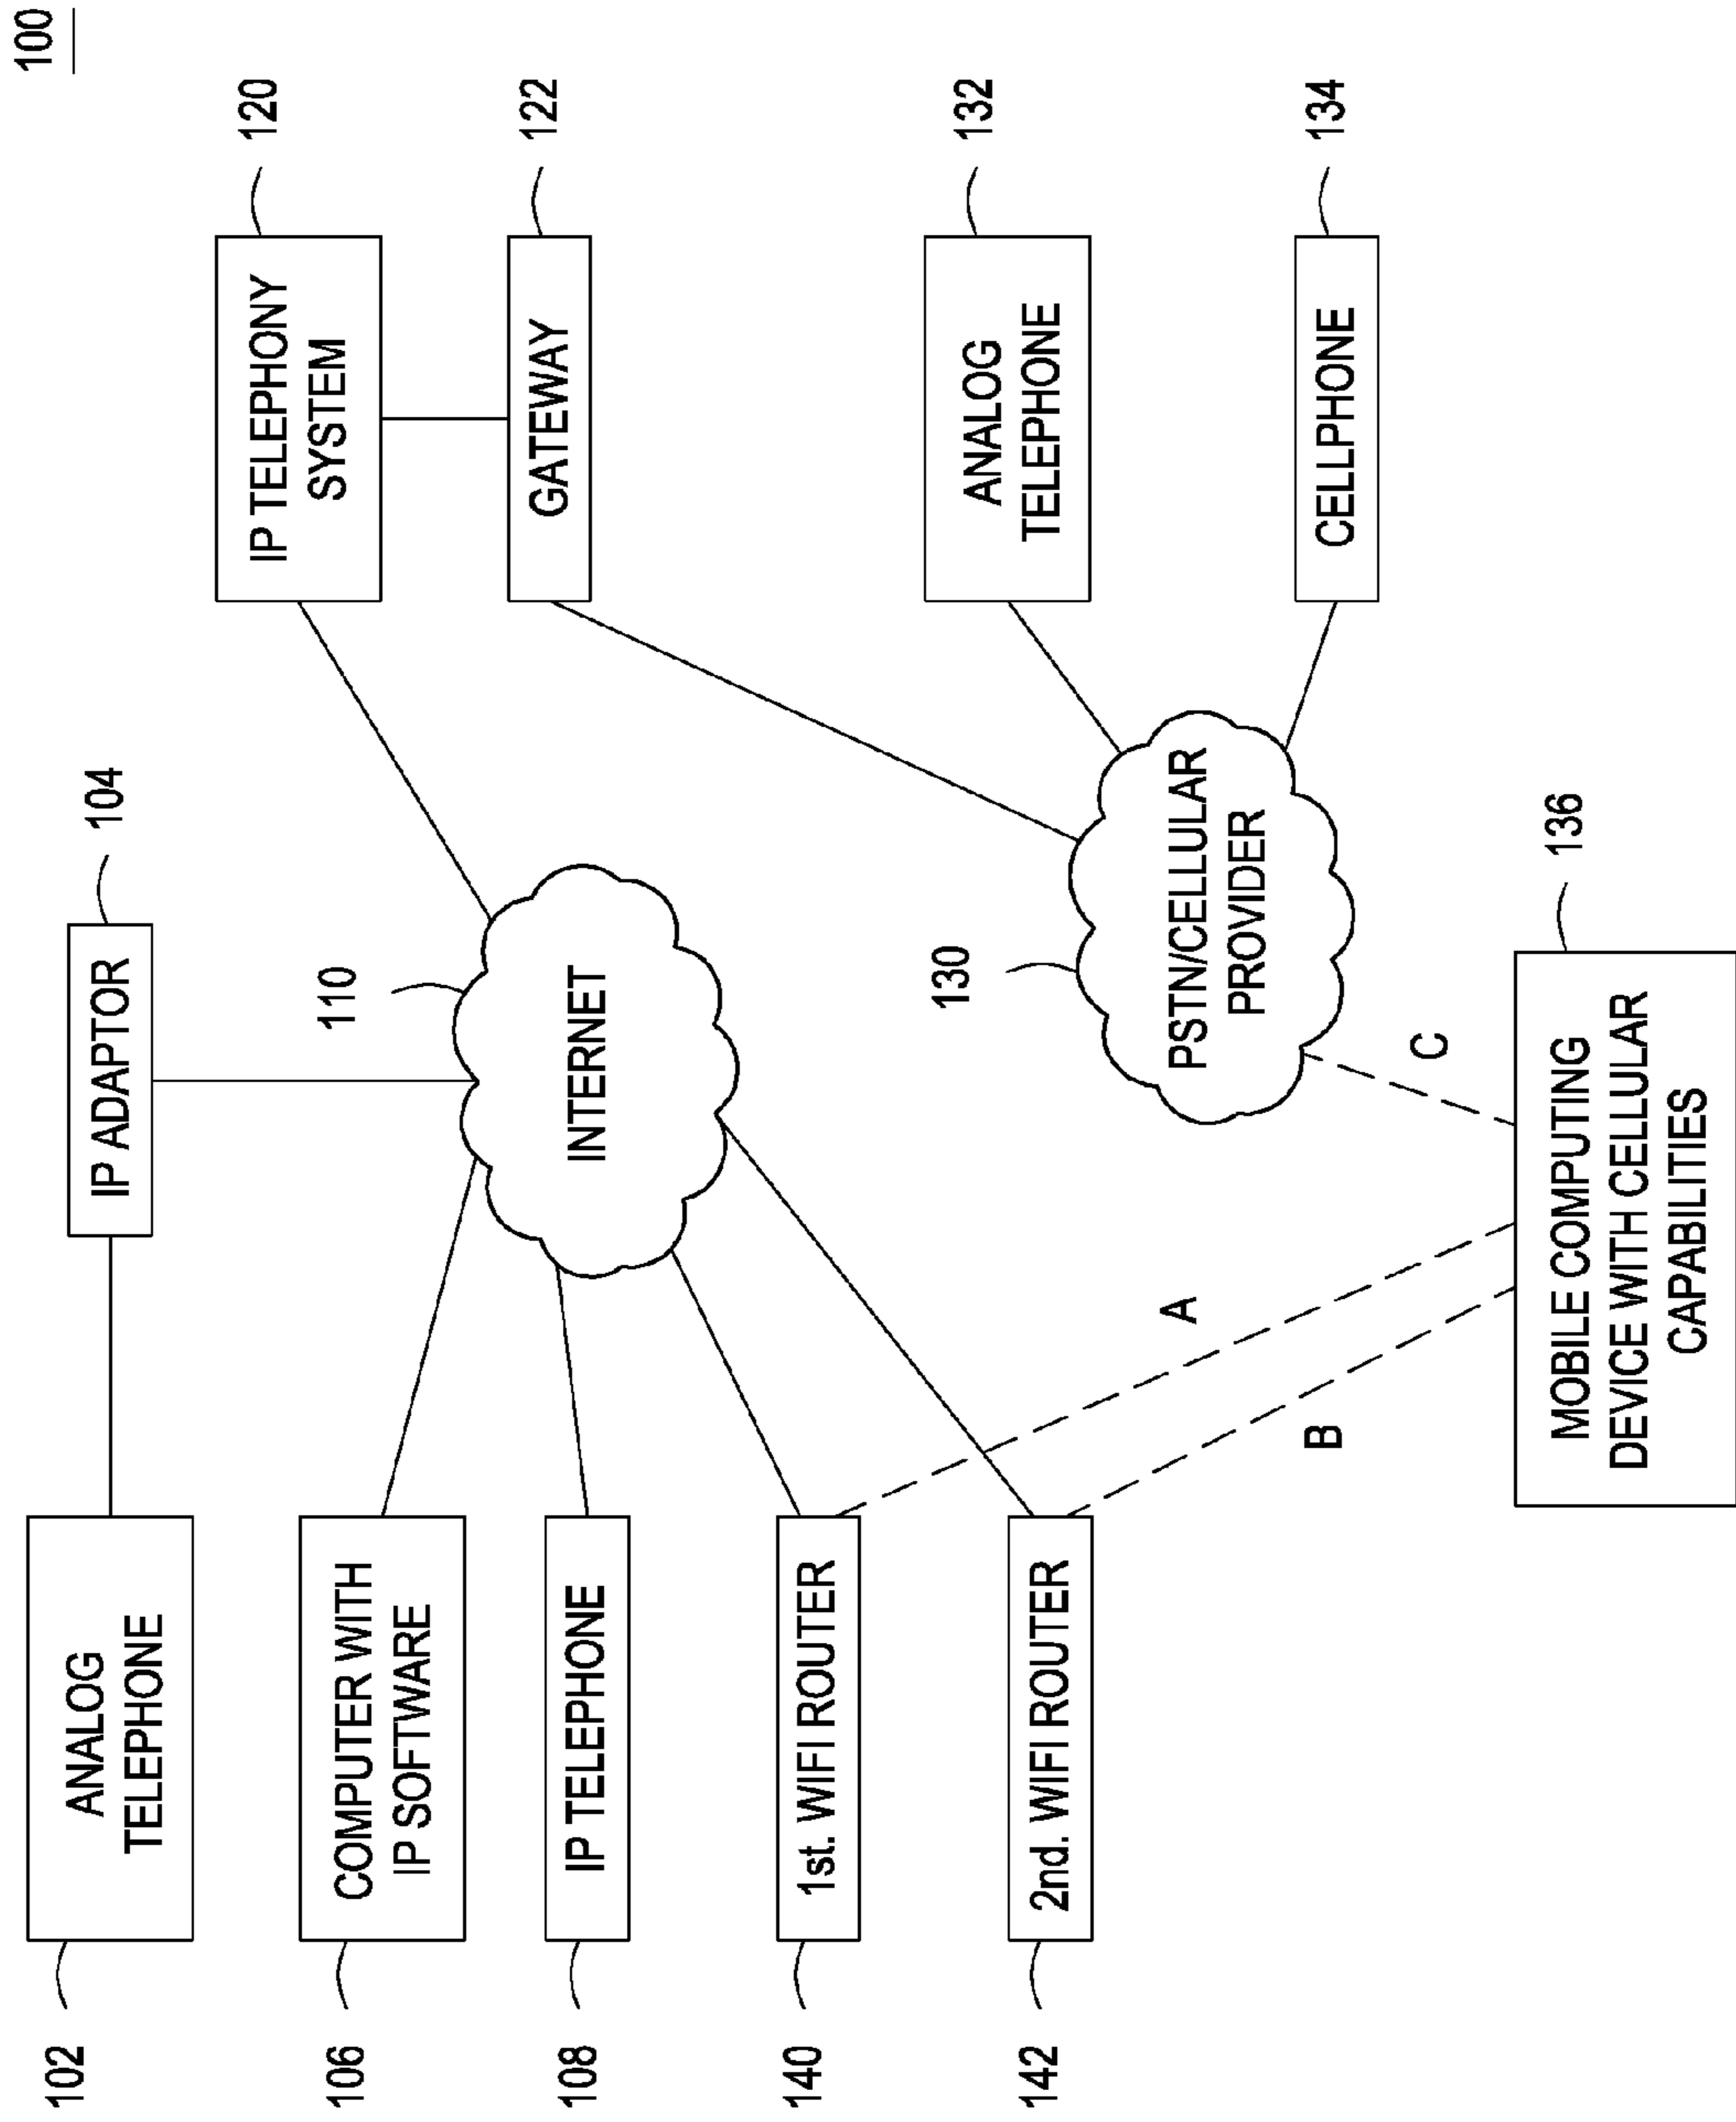 100
102
ANALOG
TELEPHONE
IP ADAPTOR
104
106
COMPUTER WITH
IP SOFTWARE
110
INTERNET
IP TELEPHONY
SYSTEM
120
108
IP TELEPHONE
GATEWAY
122
140
1st. WIFI ROUTER
142
2nd. WIFI ROUTER
130
PSTN/CELLULAR
PROVIDER
ANALOG
TELEPHONE
132
CELLPHONE
134
A
B
C
MOBILE COMPUTING
DEVICE WITH CELLULAR
CAPABILITIES
136